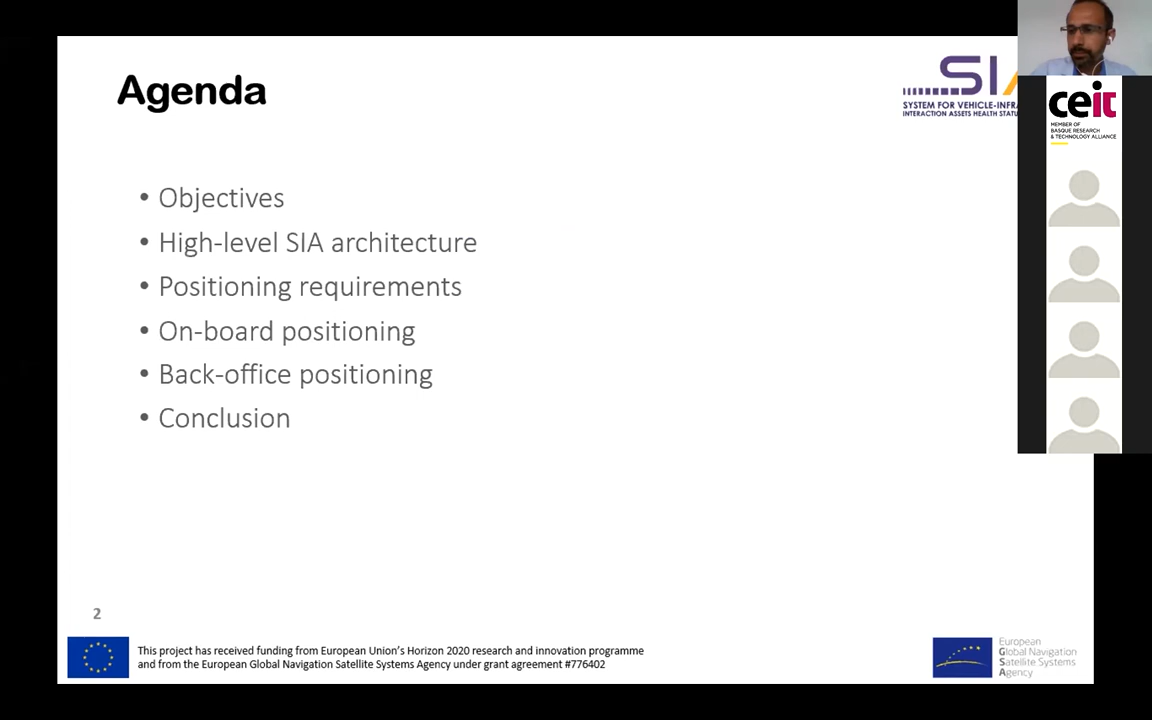 Agenda
SIA
SYSTEM FOR VEHICLE-INFRA
INTERACTION ASSETS HEALTH STATU
ceit
MEMBER OF
BASQUE RESEARCH
& TECHNOLOGY ALLIANCE
• Objectives
• High-level SIA architecture
• Positioning requirements
• On-board positioning
• Back-office positioning
• Conclusion
2
This project has received funding from European Union's Horizon 2020 research and innovation programme
and from the European Global Navigation Satellite Systems Agency under grant agreement #776402
European
Global Navigation
Satellite Systems
Agency